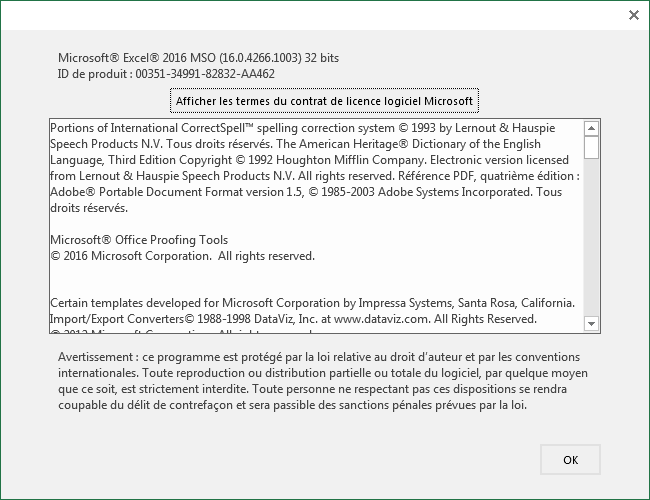 Microsoft® Excel® 2016 MSO (16.0.4266.1003) 32 bits
ID de produit : 00351-34991-82832-AA462
Afficher les termes du contrat de licence logiciel Microsoft
Portions of International CorrectSpell™ spelling correction system © 1993 by Lernout & Hauspie
Speech Products N.V. Tous droits réservés. The American Heritage® Dictionary of the English
Language, Third Edition Copyright © 1992 Houghton Mifflin Company. Electronic version licensed
from Lernout & Hauspie Speech Products N.V. All rights reserved. Référence PDF, quatrième édition :
Adobe® Portable Document Format version 1.5, © 1985-2003 Adobe Systems Incorporated. Tous
droits réservés.
Microsoft® Office Proofing Tools
© 2016 Microsoft Corporation.  All rights reserved.
Certain templates developed for Microsoft Corporation by Impressa Systems, Santa Rosa, California.
Import/Export Converters© 1988-1998 DataViz, Inc. at www.dataviz.com. All Rights Reserved.
Avertissement : ce programme est protégé par la loi relative au droit d'auteur et par les conventions
internationales. Toute reproduction ou distribution partielle ou totale du logiciel, par quelque moyen
que ce soit, est strictement interdite. Toute personne ne respectant pas ces dispositions se rendra
coupable du délit de contrefaçon et sera passible des sanctions pénales prévues par la loi.
OK